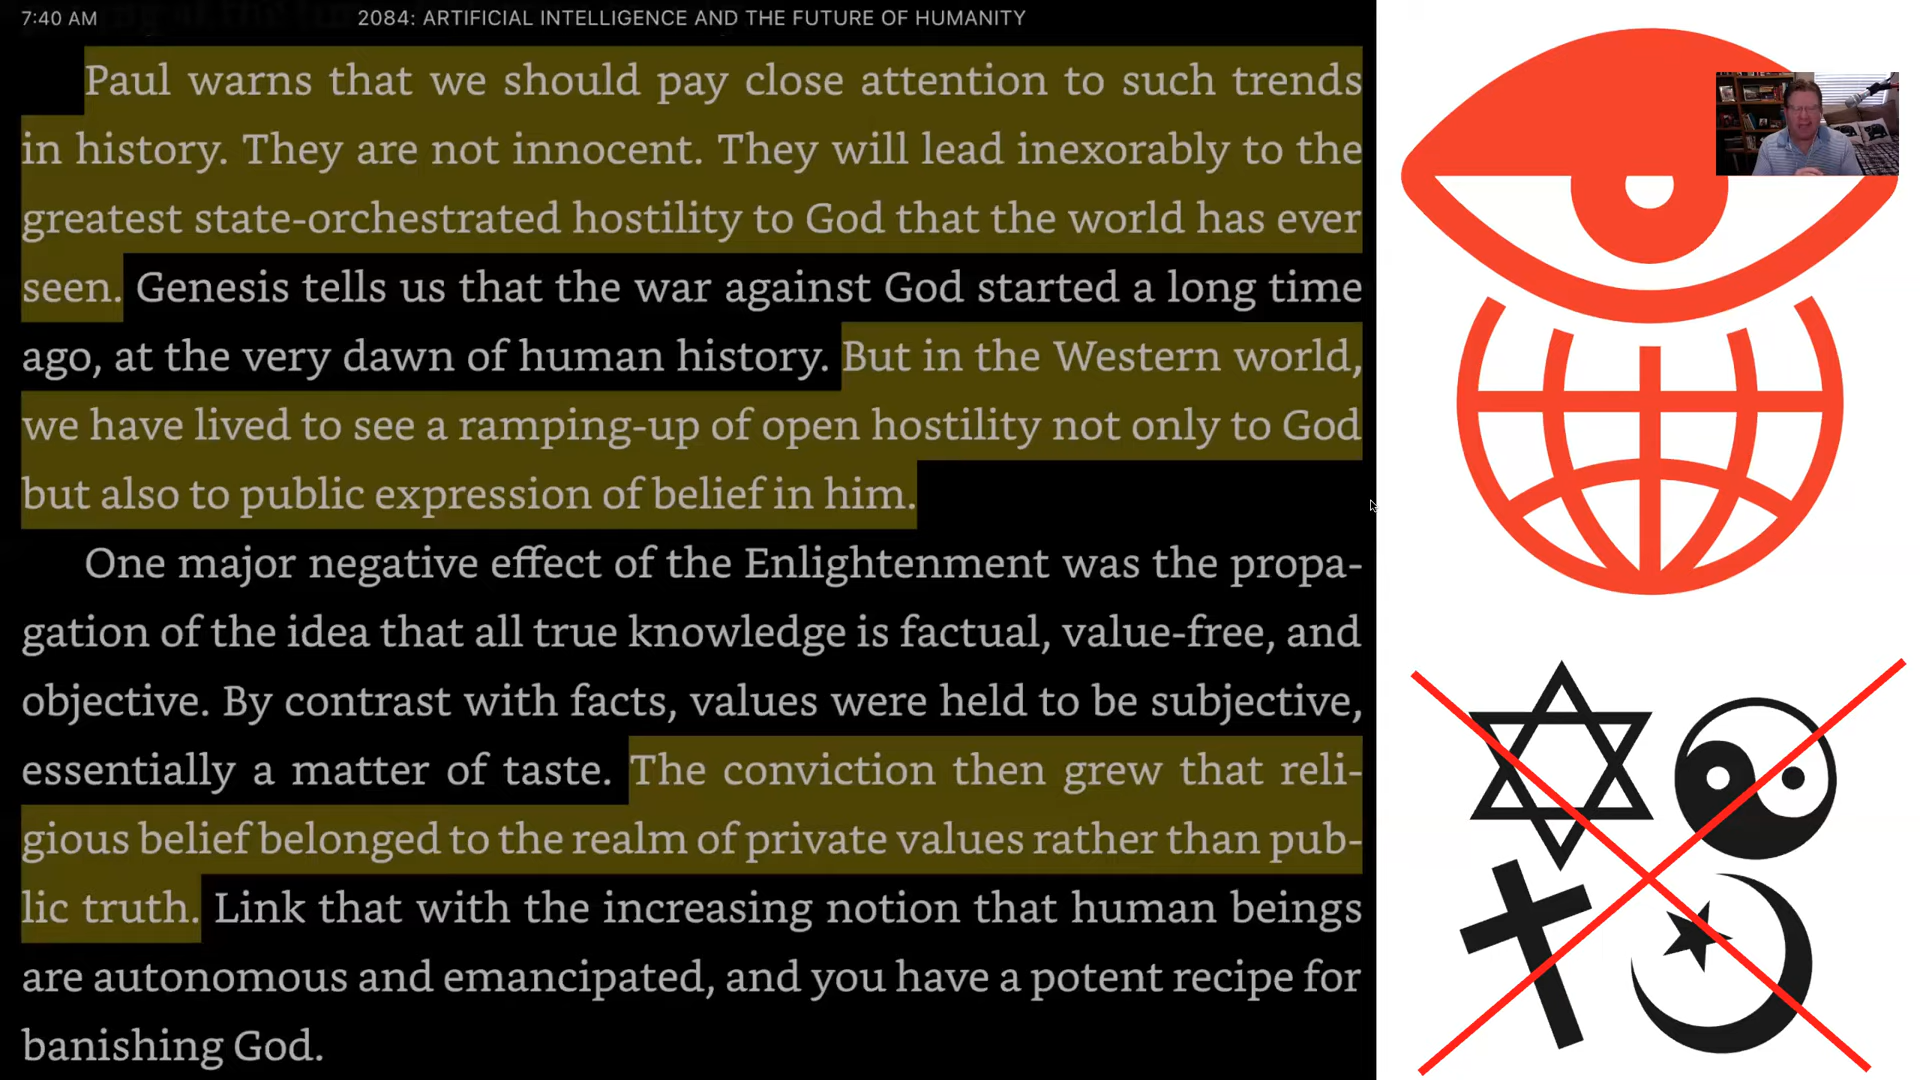 7:40 AM
2084: ARTIFICIAL INTELLIGENCE AND THE FUTURE OF HUMANITY
Paul warns that we should pay close attention to such trends
in history. They are not innocent. They will lead inexorably to the
greatest state-orchestrated hostility to God that the world has ever
seen. Genesis tells us that the war against God started a long time
ago, at the very dawn of human history. But in the Western world,
we have lived to see a ramping-up of open hostility not only to God
but also to public expression of belief in him.
One major negative effect of the Enlightenment was the propa-
gation of the idea that all true knowledge is factual, value-free, and
objective. By contrast with facts, values were held to be subjective,
essentially a matter of taste. The conviction then grew that reli-
gious belief belonged to the realm of private values rather than pub-
lic truth. Link that with the increasing notion that human beings
are autonomous and emancipated, and you have a potent recipe for
banishing God.